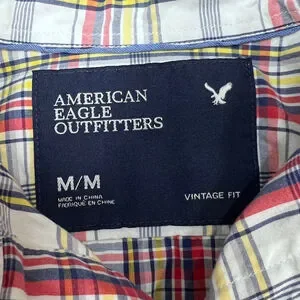 AMERICAN
EAGLE
OUTFITTERS
M/M
MADE IN CHINA
FABRIQUÉ EN CHINE
VINTAGE FIT